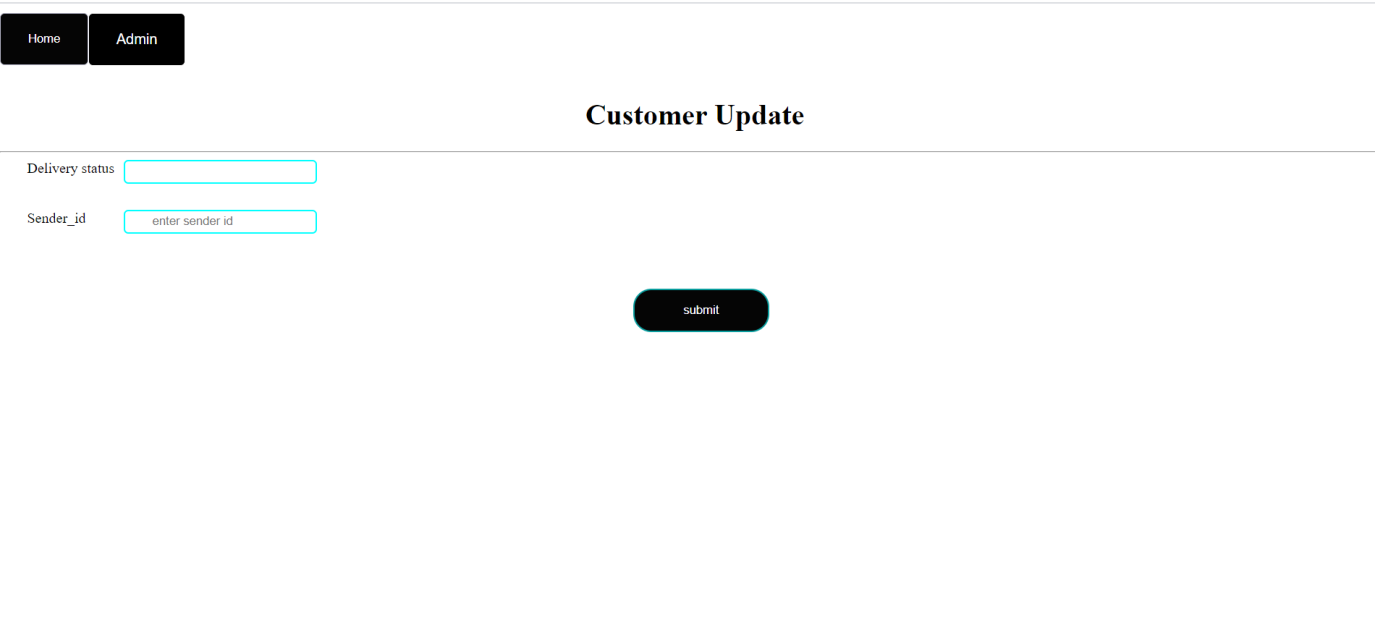 Home Admin
Customer Update
Delivery status
Sender_id enter sender id
submit